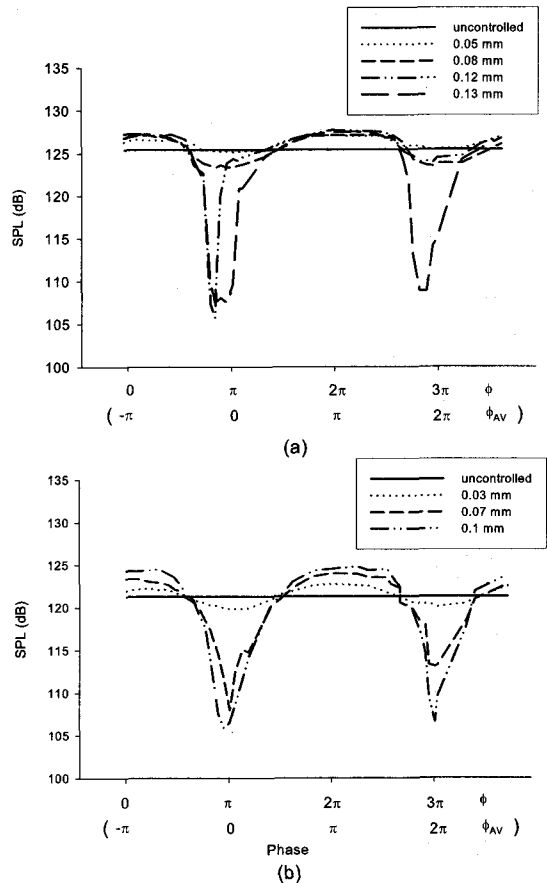 uncontrolled
0.05 mm
0.08 mm
0.12 mm
0.13 mm
135
130
125
120
115
110
105
100
SPL (dB)
0 π 2π 3π ϕ
( -π 0 π 2π ϕAV )
(a)
uncontrolled
0.03 mm
0.07 mm
0.1 mm
135
130
125
120
115
110
105
100
SPL (dB)
0 π 2π 3π ϕ
( -π 0 π 2π ϕAV )
Phase
(b)